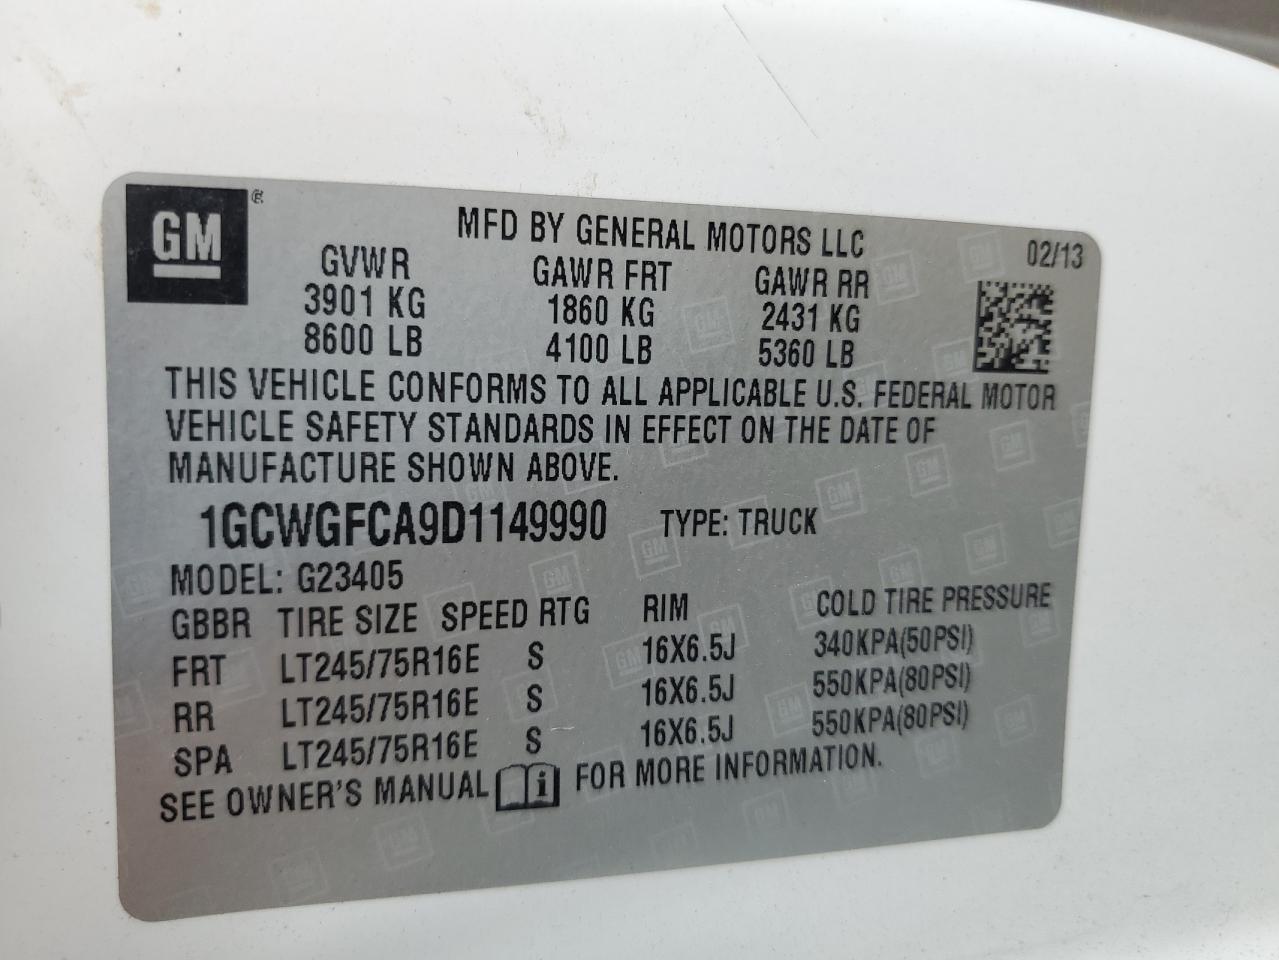 GM
MFD BY GENERAL MOTORS LLC
02/13
GVWR GAWR FRT GAWR RR
3901 KG 1860 KG 2431 KG
8600 LB 4100 LB 5360 LB
THIS VEHICLE CONFORMS TO ALL APPLICABLE U.S. FEDERAL MOTOR
VEHICLE SAFETY STANDARDS IN EFFECT ON THE DATE OF
MANUFACTURE SHOWN ABOVE.
1GCWGFCA9D1149990 TYPE: TRUCK
MODEL: G23405
GBBR TIRE SIZE SPEED RTG RIM COLD TIRE PRESSURE
FRT LT245/75R16E S 16X6.5J 340KPA(50PSI)
RR LT245/75R16E S 16X6.5J 550KPA(80PSI)
SPA LT245/75R16E S 16X6.5J 550KPA(80PSI)
SEE OWNER'S MANUAL i FOR MORE INFORMATION.